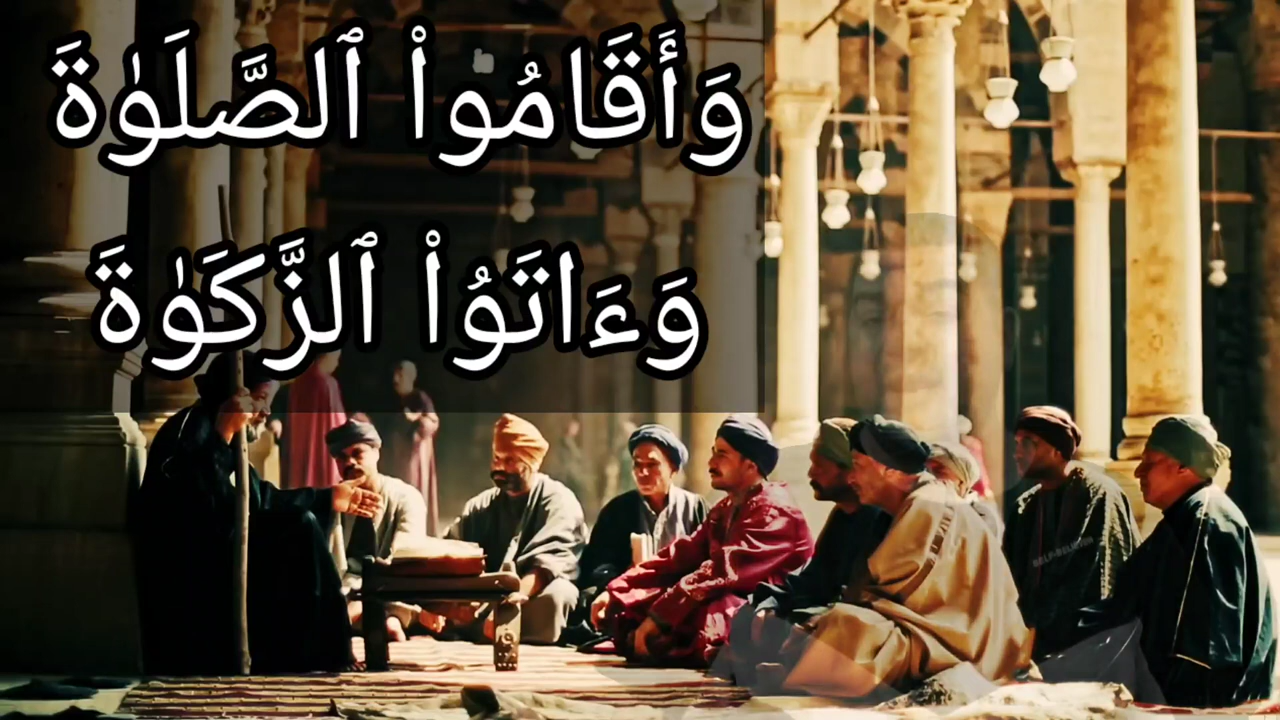 وَأَقَامُوا۟ ٱلصَّلَوٰةَ
وَءَاتَوُا۟ ٱلزَّكَوٰةَ